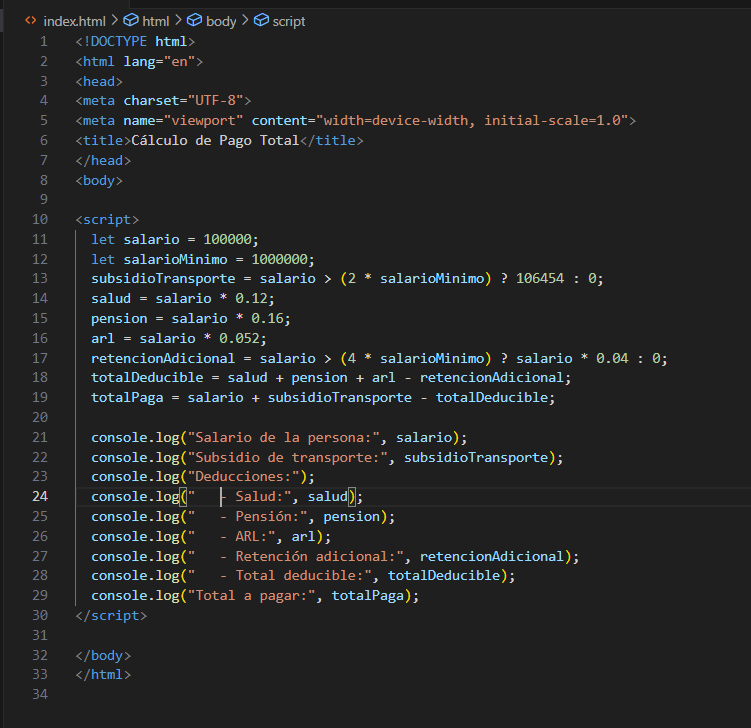 index.html > html > body > script
1 <!DOCTYPE html>
2 <html lang="en">
3 <head>
4 <meta charset="UTF-8">
5 <meta name="viewport" content="width=device-width, initial-scale=1.0">
6 <title>Cálculo de Pago Total</title>
7 </head>
8 <body>
9
10 <script>
11   let salario = 100000;
12   let salarioMinimo = 1000000;
13   subsidioTransporte = salario > (2 * salarioMinimo) ? 106454 : 0;
14   salud = salario * 0.12;
15   pension = salario * 0.16;
16   arl = salario * 0.052;
17   retencionAdicional = salario > (4 * salarioMinimo) ? salario * 0.04 : 0;
18   totalDeducible = salud + pension + arl - retencionAdicional;
19   totalPaga = salario + subsidioTransporte - totalDeducible;
20
21   console.log("Salario de la persona:", salario);
22   console.log("Subsidio de transporte:", subsidioTransporte);
23   console.log("Deducciones:");
24   console.log("   - Salud:", salud);
25   console.log("   - Pensión:", pension);
26   console.log("   - ARL:", arl);
27   console.log("   - Retención adicional:", retencionAdicional);
28   console.log("   - Total deducible:", totalDeducible);
29   console.log("Total a pagar:", totalPaga);
30 </script>
31
32 </body>
33 </html>
34